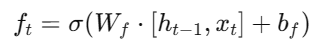 f_t = σ(W_f · [h_{t−1}, x_t] + b_f)